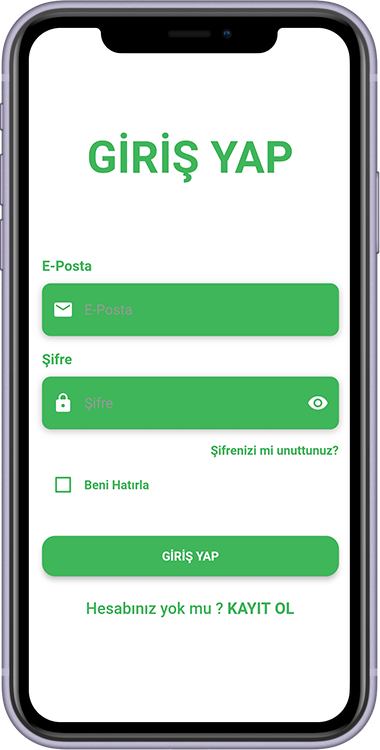 GİRİŞ YAP
E-Posta
E-Posta
Şifre
Şifre
Şifrenizi mi unuttunuz?
Beni Hatırla
GİRİŞ YAP
Hesabınız yok mu ? KAYIT OL